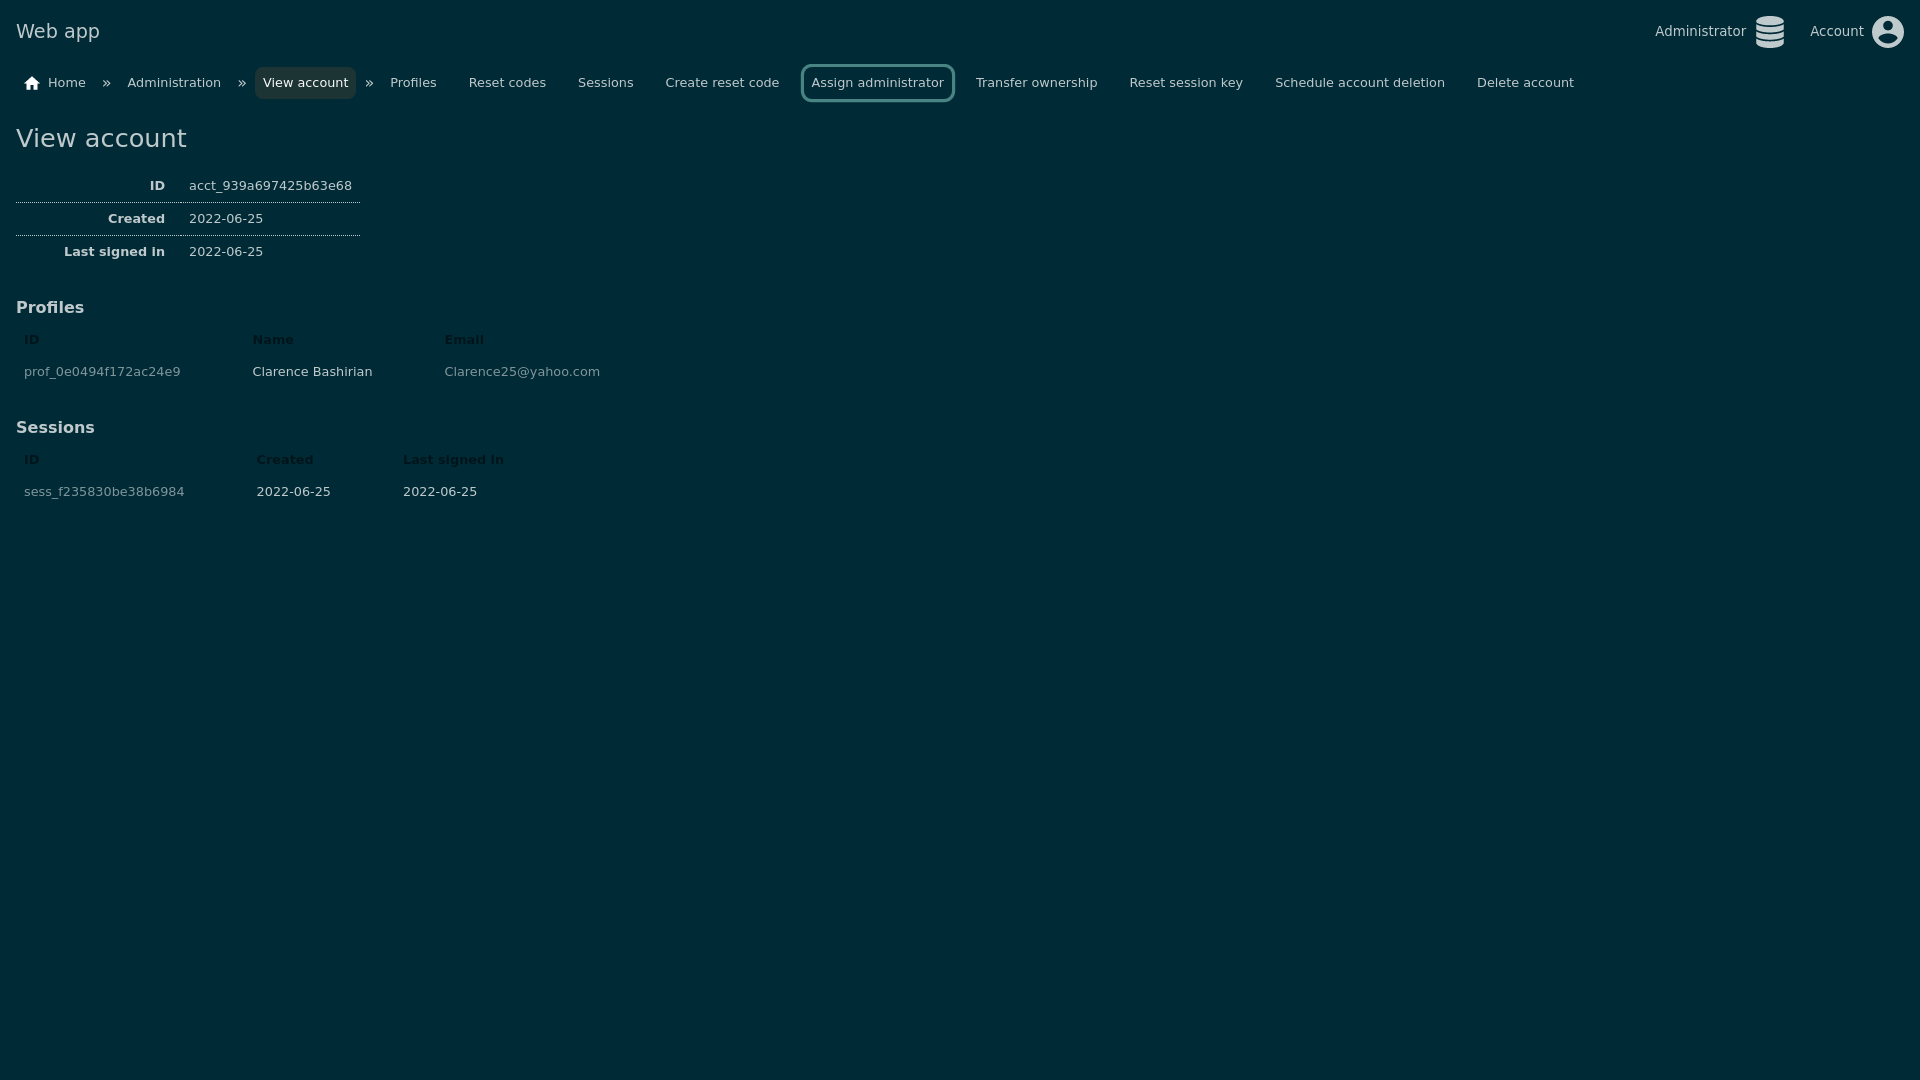 Web app
Administrator
Account
Home » Administration » View account » Profiles Reset codes Sessions Create reset code Assign administrator Transfer ownership Reset session key Schedule account deletion Delete account
View account
ID acct_939a697425b63e68
Created 2022-06-25
Last signed in 2022-06-25
Profiles
ID Name Email
prof_0e0494f172ac24e9 Clarence Bashirian Clarence25@yahoo.com
Sessions
ID Created Last signed in
sess_f235830be38b6984 2022-06-25 2022-06-25